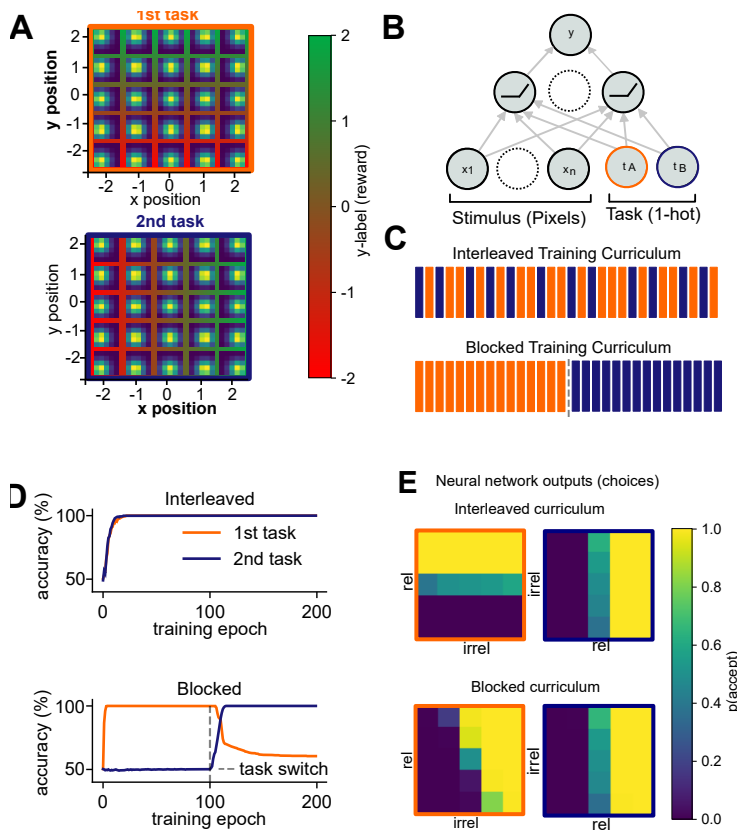 A
1st task
2
1
0
-1
-2
y position
-2 -1 0 1 2
x position
2nd task
2
1
0
-1
-2
y position
-2 -1 0 1 2
x position
2
1
0
-1
-2
y-label (reward)
B
y
x1
xn
tA
tB
Stimulus (Pixels)
Task (1-hot)
C
Interleaved Training Curriculum
Blocked Training Curriculum
D
Interleaved
accuracy (%)
100
50
1st task
2nd task
0 100 200
training epoch
Blocked
accuracy (%)
100
50
task switch
0 100 200
training epoch
E
Neural network outputs (choices)
Interleaved curriculum
rel
irrel
irrel
rel
Blocked curriculum
rel
irrel
irrel
rel
1.0
0.8
0.6
0.4
0.2
0.0
p(accept)